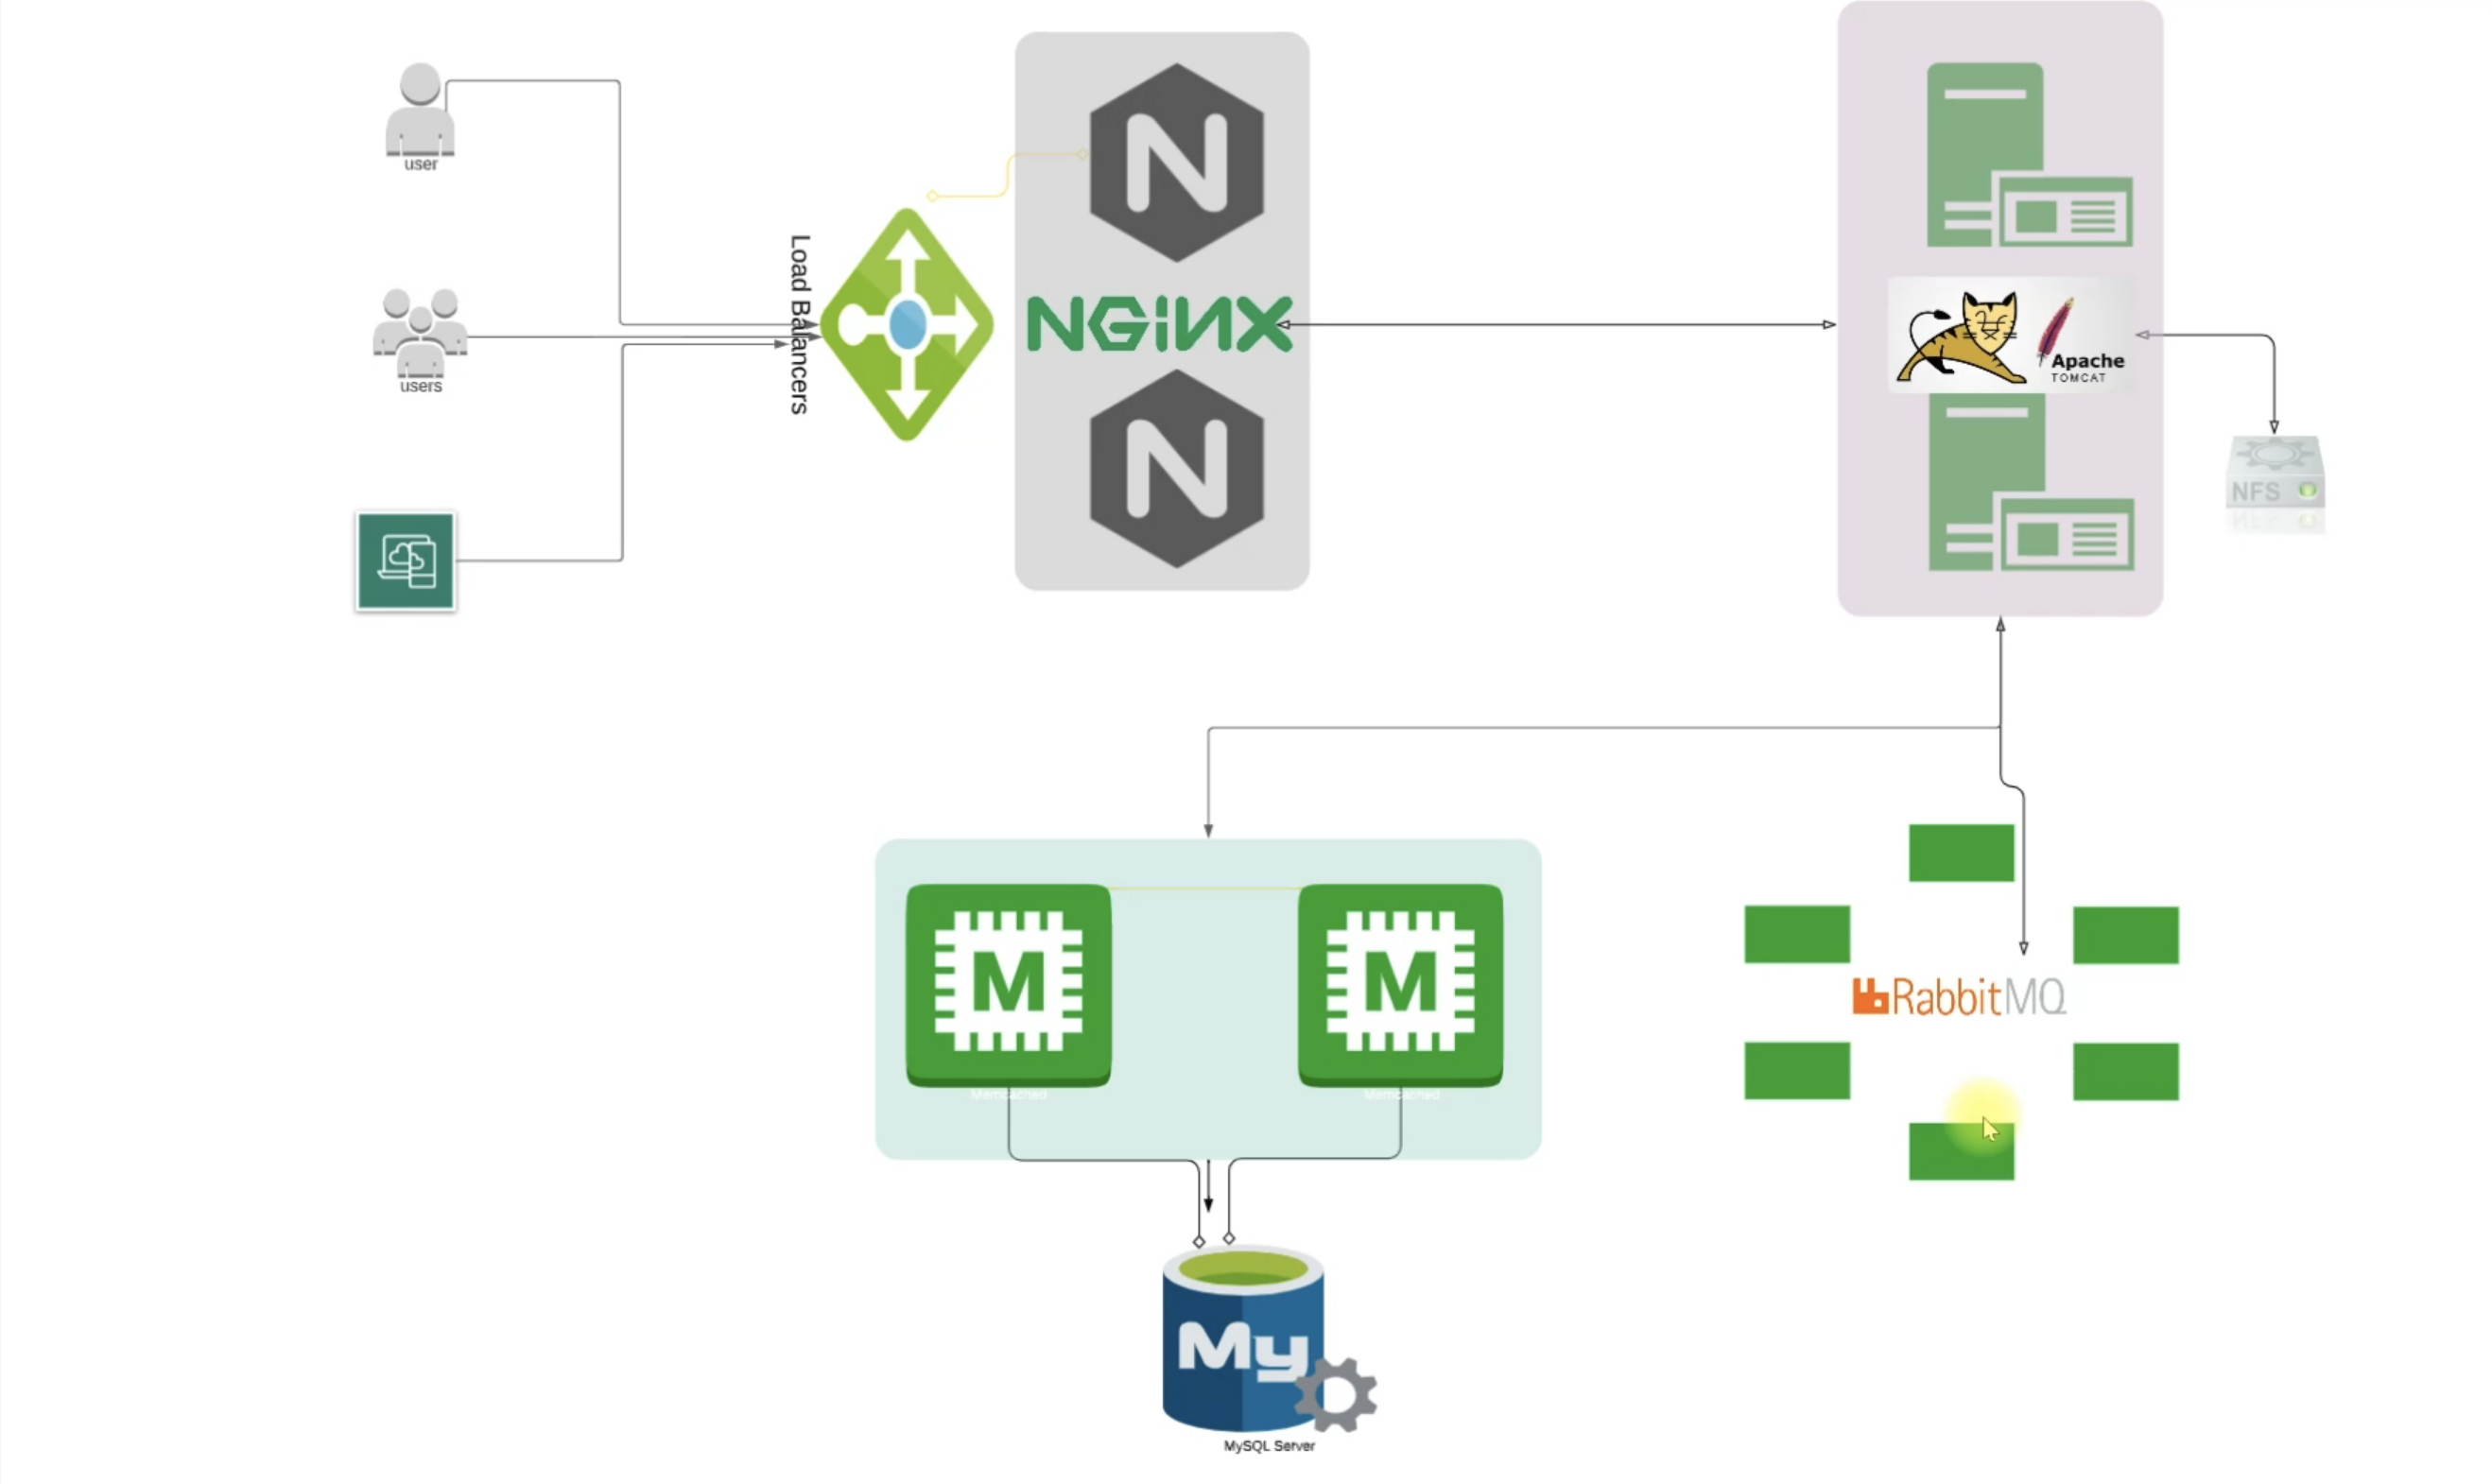 user
users
Load Balancers
N
NGINX
N
Apache
TOMCAT
NFS
M
M
Memcached
Memcached
RabbitMQ
My
MySQL Server